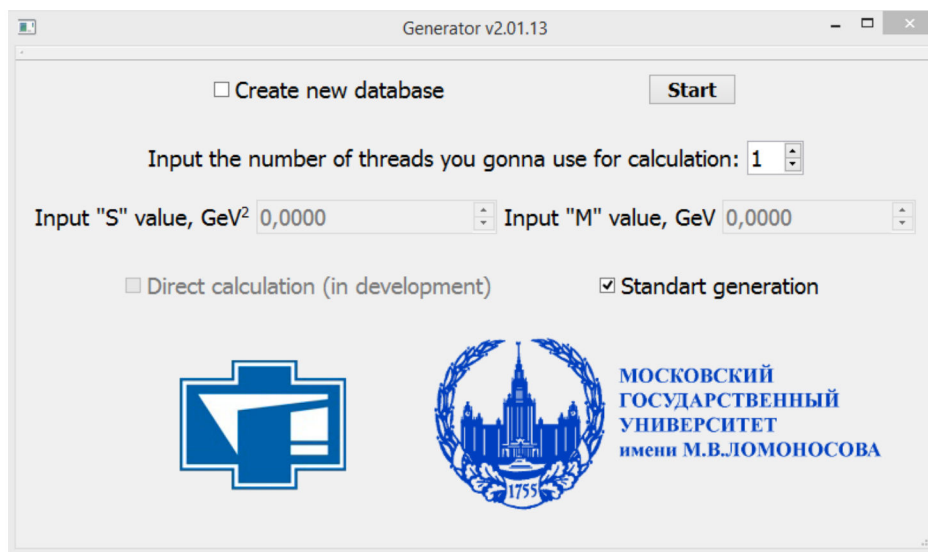 Generator v2.01.13
Create new database
Start
Input the number of threads you gonna use for calculation: 1
Input "S" value, GeV² 0,0000 Input "M" value, GeV 0,0000
Direct calculation (in development)
Standart generation
МОСКОВСКИЙ
ГОСУДАРСТВЕННЫЙ
УНИВЕРСИТЕТ
имени М.В.ЛОМОНОСОВА
1755